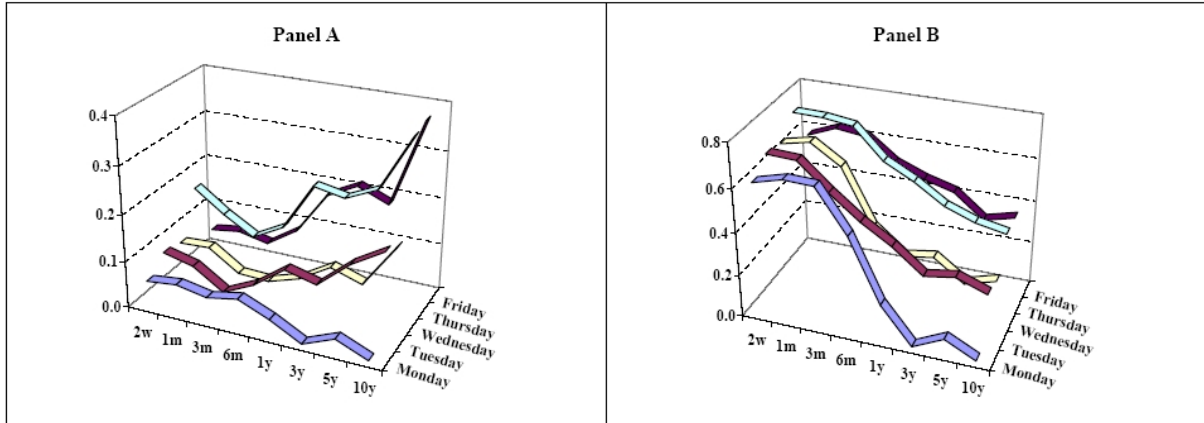 Panel A
0.4
0.3
0.2
0.1
0.0
2w
1m
3m
6m
1y
3y
5y
10y
Friday
Thursday
Wednesday
Tuesday
Monday
Panel B
0.8
0.6
0.4
0.2
0.0
2w
1m
3m
6m
1y
3y
5y
10y
Friday
Thursday
Wednesday
Tuesday
Monday